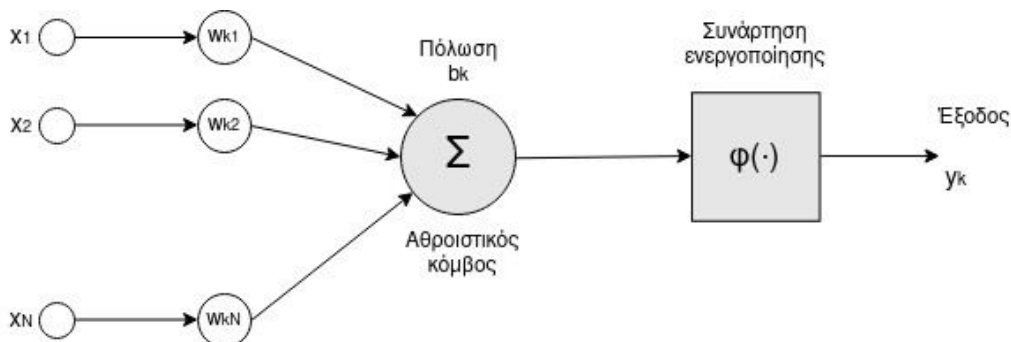 x1
wk1
x2
wk2
xN
wkN
Πόλωση
bk
Σ
Αθροιστικός
κόμβος
Συνάρτηση
ενεργοποίησης
φ(·)
Έξοδος
yk